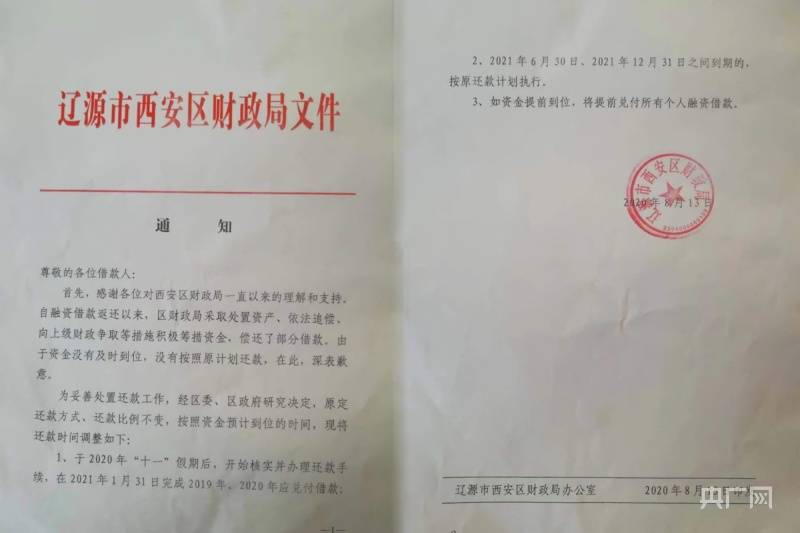 辽源市西安区财政局文件
通 知
尊敬的各位借款人：
首先，感谢各位对西安区财政局一直以来的理解和支持。
自融资借款返还以来，区财政局采取处置资产、依法追偿、
向上级财政争取等措施积极筹措资金，偿还了部分借款。由
于资金没有及时到位，没有按照原计划还款，在此，深表歉
意。
为妥善处置还款工作，经区委、区政府研究决定，原定
还款方式、还款比例不变，按照资金预计到位的时间，现将
还款时间调整如下：
1、于2020年“十一”假期后，开始核实并办理还款手
续，在2021年1月31日完成2019年、2020年应兑付借款；
—1—
2、2021年6月30日、2021年12月31日之间到期的，
按原还款计划执行。
3、如资金提前到位，将提前兑付所有个人融资借款。
辽源市西安区财政局
2020年8月13日
辽源市西安区财政局办公室 2020年8月
央广网